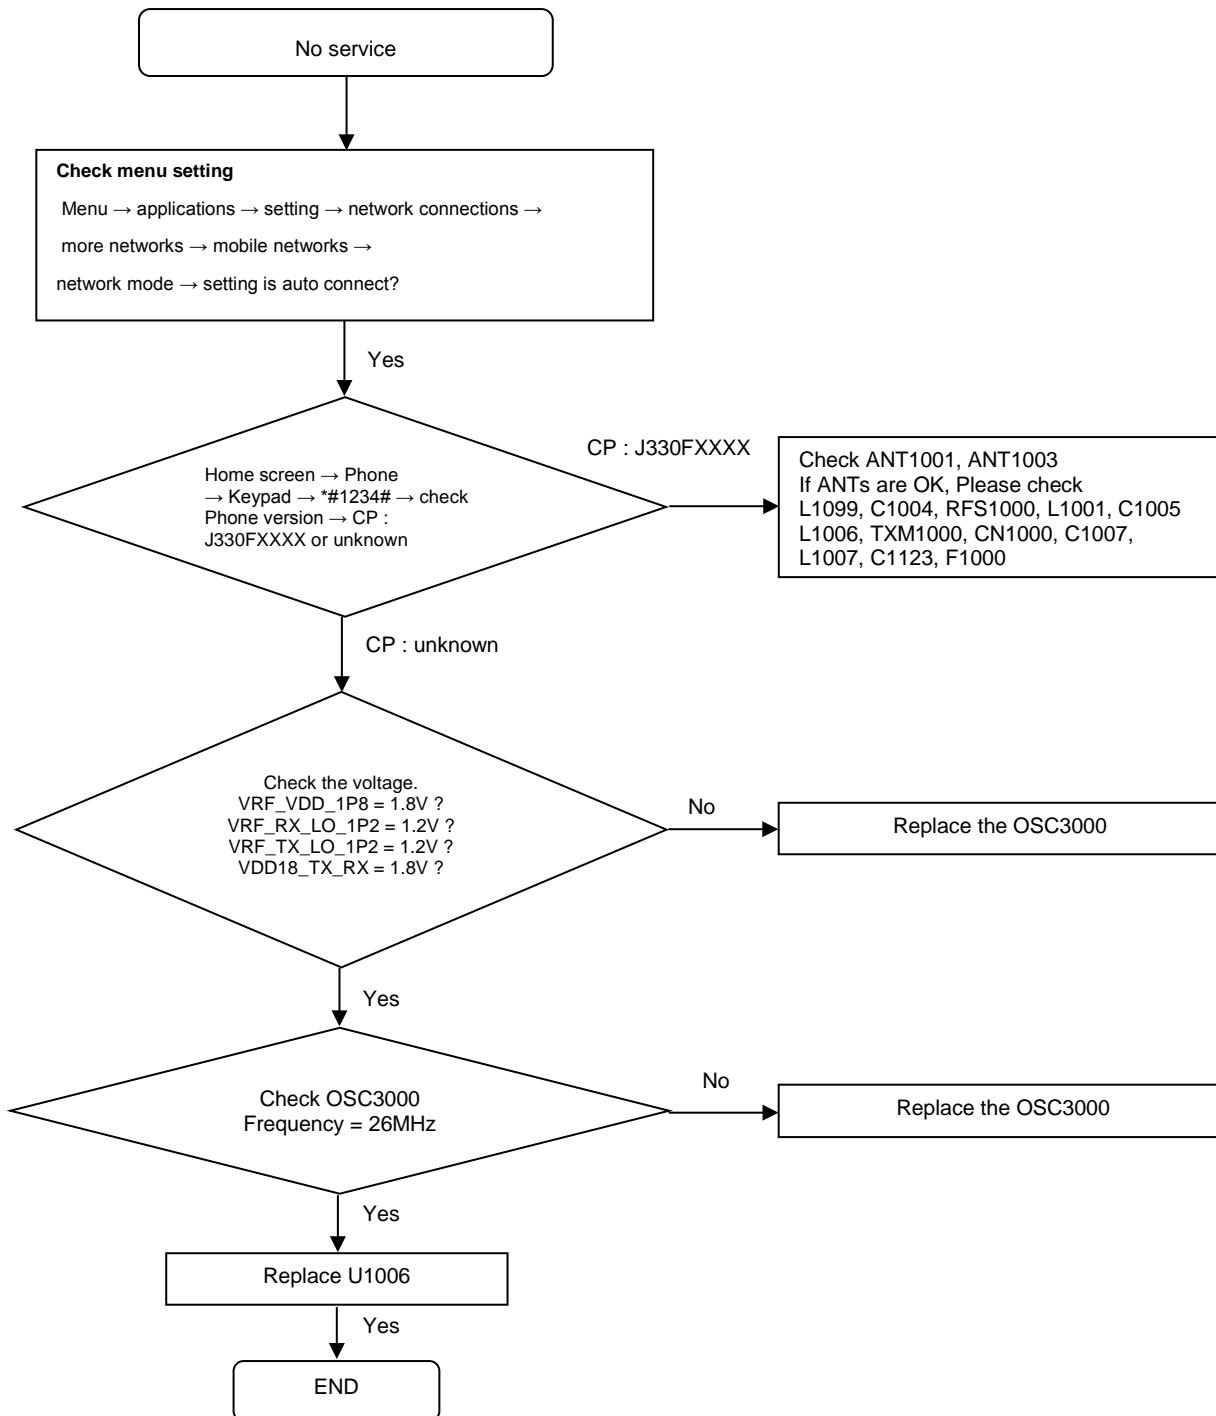 No service
Check menu setting
Menu → applications → setting → network connections →
more networks → mobile networks →
network mode → setting is auto connect?
Yes
Home screen → Phone
→ Keypad → *#1234# → check
Phone version → CP :
J330FXXXX or unknown
CP : J330FXXXX
Check ANT1001, ANT1003
If ANTs are OK, Please check
L1099, C1004, RFS1000, L1001, C1005
L1006, TXM1000, CN1000, C1007,
L1007, C1123, F1000
CP : unknown
Check the voltage.
VRF_VDD_1P8 = 1.8V ?
VRF_RX_LO_1P2 = 1.2V ?
VRF_TX_LO_1P2 = 1.2V ?
VDD18_TX_RX = 1.8V ?
No
Replace the OSC3000
Yes
Check OSC3000
Frequency = 26MHz
No
Replace the OSC3000
Yes
Replace U1006
Yes
END